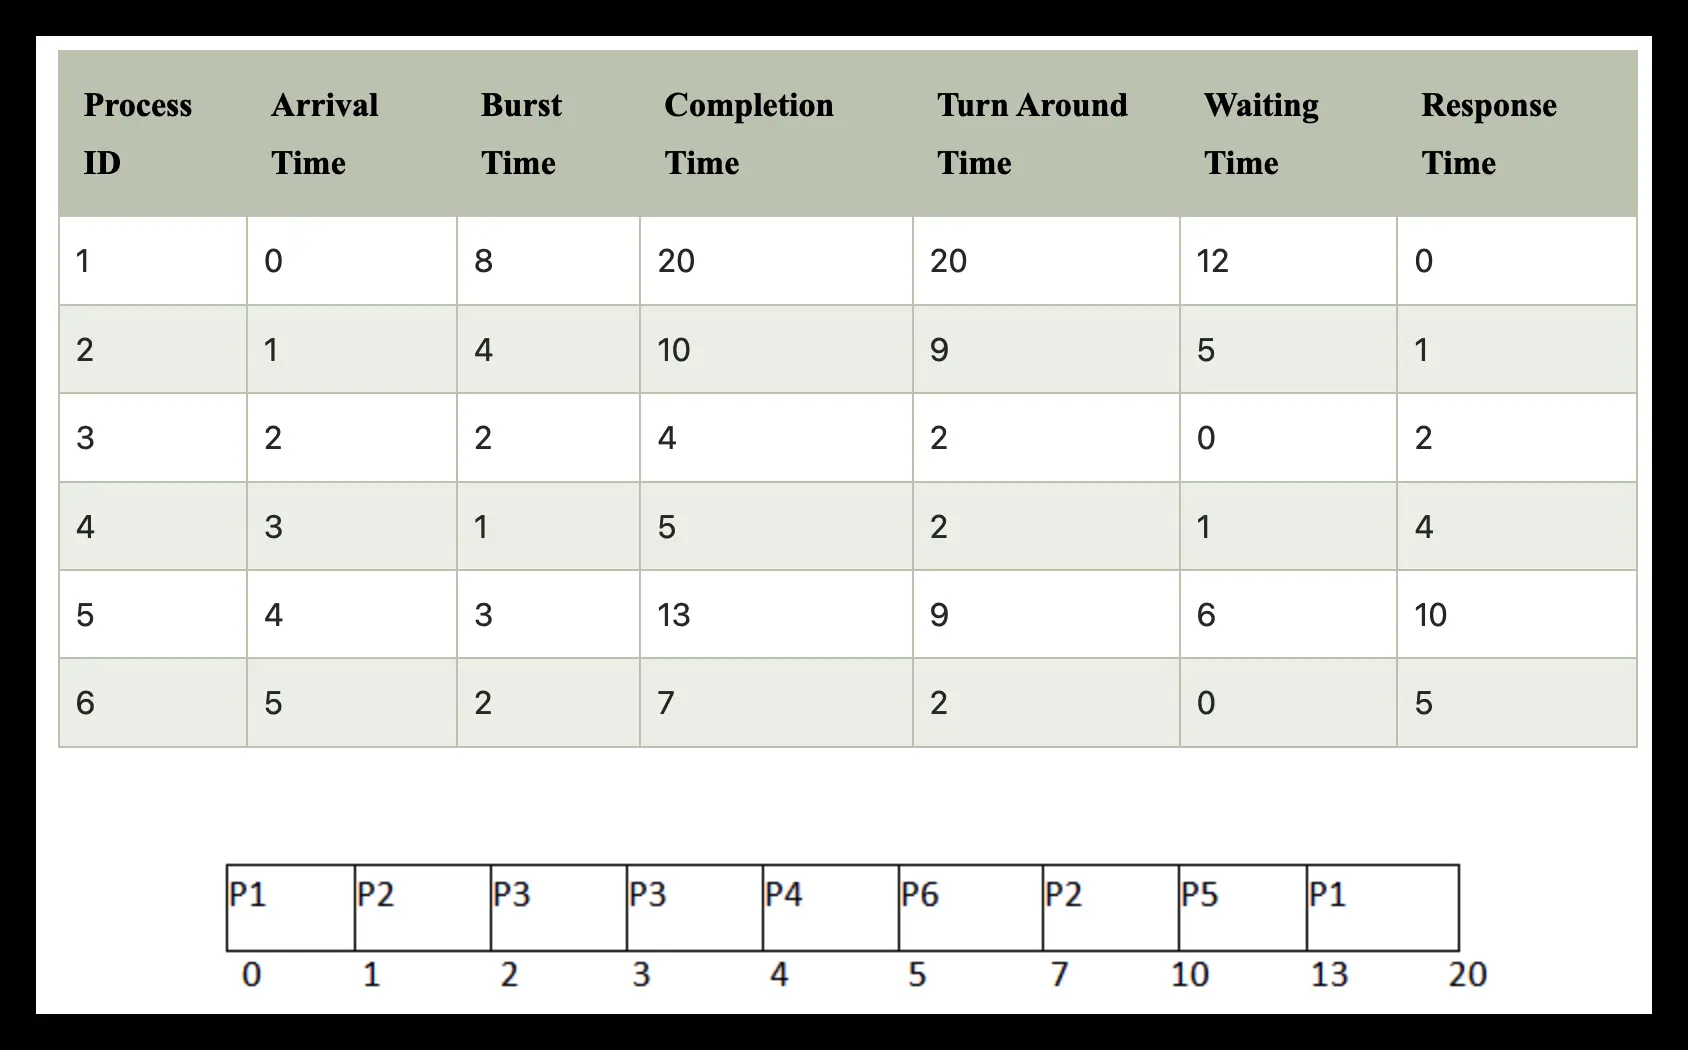 Process ID Arrival Time Burst Time Completion Time Turn Around Time Waiting Time Response Time
1 0 8 20 20 12 0
2 1 4 10 9 5 1
3 2 2 4 2 0 2
4 3 1 5 2 1 4
5 4 3 13 9 6 10
6 5 2 7 2 0 5
P1 P2 P3 P3 P4 P6 P2 P5 P1
0 1 2 3 4 5 7 10 13 20